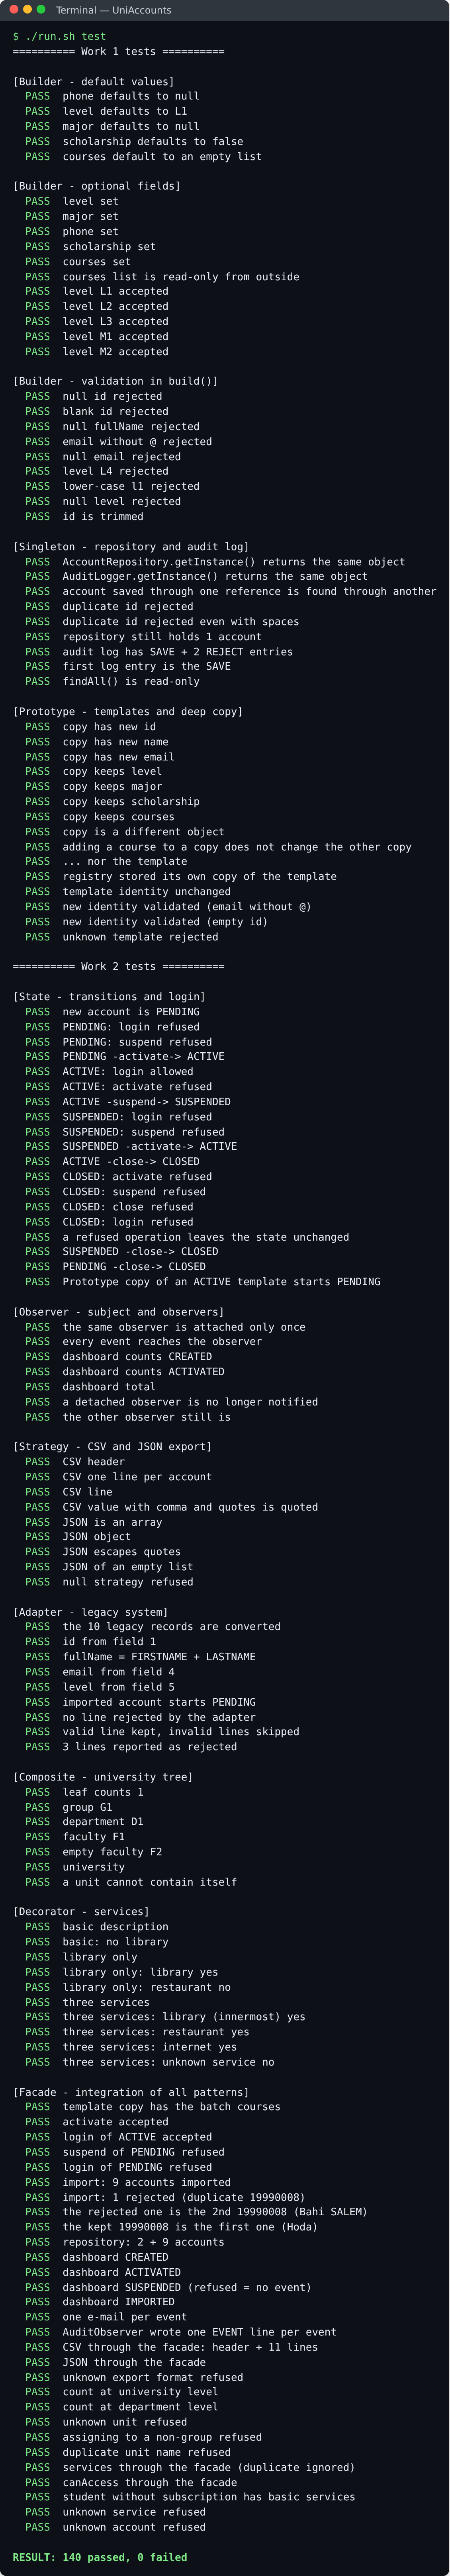 Terminal — UniAccounts
$ ./run.sh test
========== Work 1 tests ==========
[Builder - default values]
PASS  phone defaults to null
PASS  level defaults to L1
PASS  major defaults to null
PASS  scholarship defaults to false
PASS  courses default to an empty list
[Builder - optional fields]
PASS  level set
PASS  major set
PASS  phone set
PASS  scholarship set
PASS  courses set
PASS  courses list is read-only from outside
PASS  level L1 accepted
PASS  level L2 accepted
PASS  level L3 accepted
PASS  level M1 accepted
PASS  level M2 accepted
[Builder - validation in build()]
PASS  null id rejected
PASS  blank id rejected
PASS  null fullName rejected
PASS  email without @ rejected
PASS  null email rejected
PASS  level L4 rejected
PASS  lower-case l1 rejected
PASS  null level rejected
PASS  id is trimmed
[Singleton - repository and audit log]
PASS  AccountRepository.getInstance() returns the same object
PASS  AuditLogger.getInstance() returns the same object
PASS  account saved through one reference is found through another
PASS  duplicate id rejected
PASS  duplicate id rejected even with spaces
PASS  repository still holds 1 account
PASS  audit log has SAVE + 2 REJECT entries
PASS  first log entry is the SAVE
PASS  findAll() is read-only
[Prototype - templates and deep copy]
PASS  copy has new id
PASS  copy has new name
PASS  copy has new email
PASS  copy keeps level
PASS  copy keeps major
PASS  copy keeps scholarship
PASS  copy keeps courses
PASS  copy is a different object
PASS  adding a course to a copy does not change the other copy
PASS  ... nor the template
PASS  registry stored its own copy of the template
PASS  template identity unchanged
PASS  new identity validated (email without @)
PASS  new identity validated (empty id)
PASS  unknown template rejected
========== Work 2 tests ==========
[State - transitions and login]
PASS  new account is PENDING
PASS  PENDING: login refused
PASS  PENDING: suspend refused
PASS  PENDING -activate-> ACTIVE
PASS  ACTIVE: login allowed
PASS  ACTIVE: activate refused
PASS  ACTIVE -suspend-> SUSPENDED
PASS  SUSPENDED: login refused
PASS  SUSPENDED: suspend refused
PASS  SUSPENDED -activate-> ACTIVE
PASS  ACTIVE -close-> CLOSED
PASS  CLOSED: activate refused
PASS  CLOSED: suspend refused
PASS  CLOSED: close refused
PASS  CLOSED: login refused
PASS  a refused operation leaves the state unchanged
PASS  SUSPENDED -close-> CLOSED
PASS  PENDING -close-> CLOSED
PASS  Prototype copy of an ACTIVE template starts PENDING
[Observer - subject and observers]
PASS  the same observer is attached only once
PASS  every event reaches the observer
PASS  dashboard counts CREATED
PASS  dashboard counts ACTIVATED
PASS  dashboard total
PASS  a detached observer is no longer notified
PASS  the other observer still is
[Strategy - CSV and JSON export]
PASS  CSV header
PASS  CSV one line per account
PASS  CSV line
PASS  CSV value with comma and quotes is quoted
PASS  JSON is an array
PASS  JSON object
PASS  JSON escapes quotes
PASS  JSON of an empty list
PASS  null strategy refused
[Adapter - legacy system]
PASS  the 10 legacy records are converted
PASS  id from field 1
PASS  fullName = FIRSTNAME + LASTNAME
PASS  email from field 4
PASS  level from field 5
PASS  imported account starts PENDING
PASS  no line rejected by the adapter
PASS  valid line kept, invalid lines skipped
PASS  3 lines reported as rejected
[Composite - university tree]
PASS  leaf counts 1
PASS  group G1
PASS  department D1
PASS  faculty F1
PASS  empty faculty F2
PASS  university
PASS  a unit cannot contain itself
[Decorator - services]
PASS  basic description
PASS  basic: no library
PASS  library only
PASS  library only: library yes
PASS  library only: restaurant no
PASS  three services
PASS  three services: library (innermost) yes
PASS  three services: restaurant yes
PASS  three services: internet yes
PASS  three services: unknown service no
[Facade - integration of all patterns]
PASS  template copy has the batch courses
PASS  activate accepted
PASS  login of ACTIVE accepted
PASS  suspend of PENDING refused
PASS  login of PENDING refused
PASS  import: 9 accounts imported
PASS  import: 1 rejected (duplicate 19990008)
PASS  the rejected one is the 2nd 19990008 (Bahi SALEM)
PASS  the kept 19990008 is the first one (Hoda)
PASS  repository: 2 + 9 accounts
PASS  dashboard CREATED
PASS  dashboard ACTIVATED
PASS  dashboard SUSPENDED (refused = no event)
PASS  dashboard IMPORTED
PASS  one e-mail per event
PASS  AuditObserver wrote one EVENT line per event
PASS  CSV through the facade: header + 11 lines
PASS  JSON through the facade
PASS  unknown export format refused
PASS  count at university level
PASS  count at department level
PASS  unknown unit refused
PASS  assigning to a non-group refused
PASS  duplicate unit name refused
PASS  services through the facade (duplicate ignored)
PASS  canAccess through the facade
PASS  student without subscription has basic services
PASS  unknown service refused
PASS  unknown account refused
RESULT: 140 passed, 0 failed